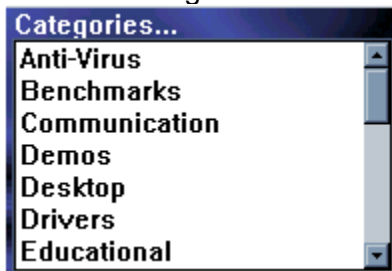 Categories...
Anti-Virus
Benchmarks
Communication
Demos
Desktop
Drivers
Educational